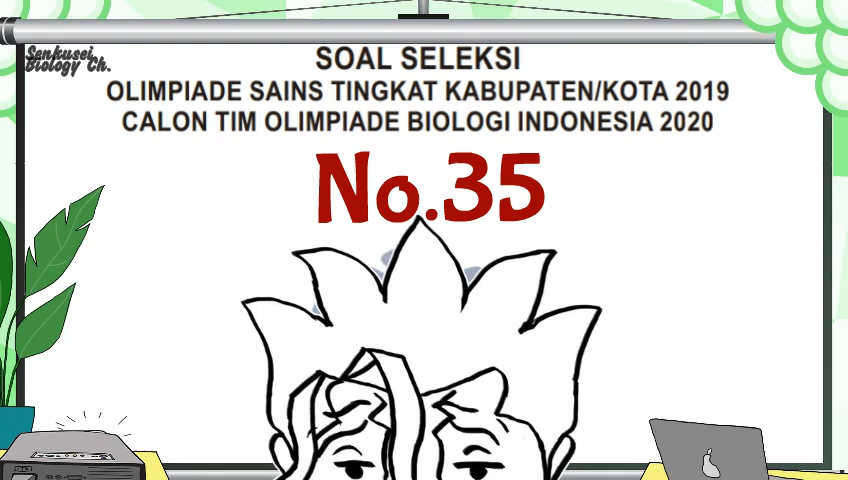 Senkusei
Biology Ch.
SOAL SELEKSI
OLIMPIADE SAINS TINGKAT KABUPATEN/KOTA 2019
CALON TIM OLIMPIADE BIOLOGI INDONESIA 2020
No.35